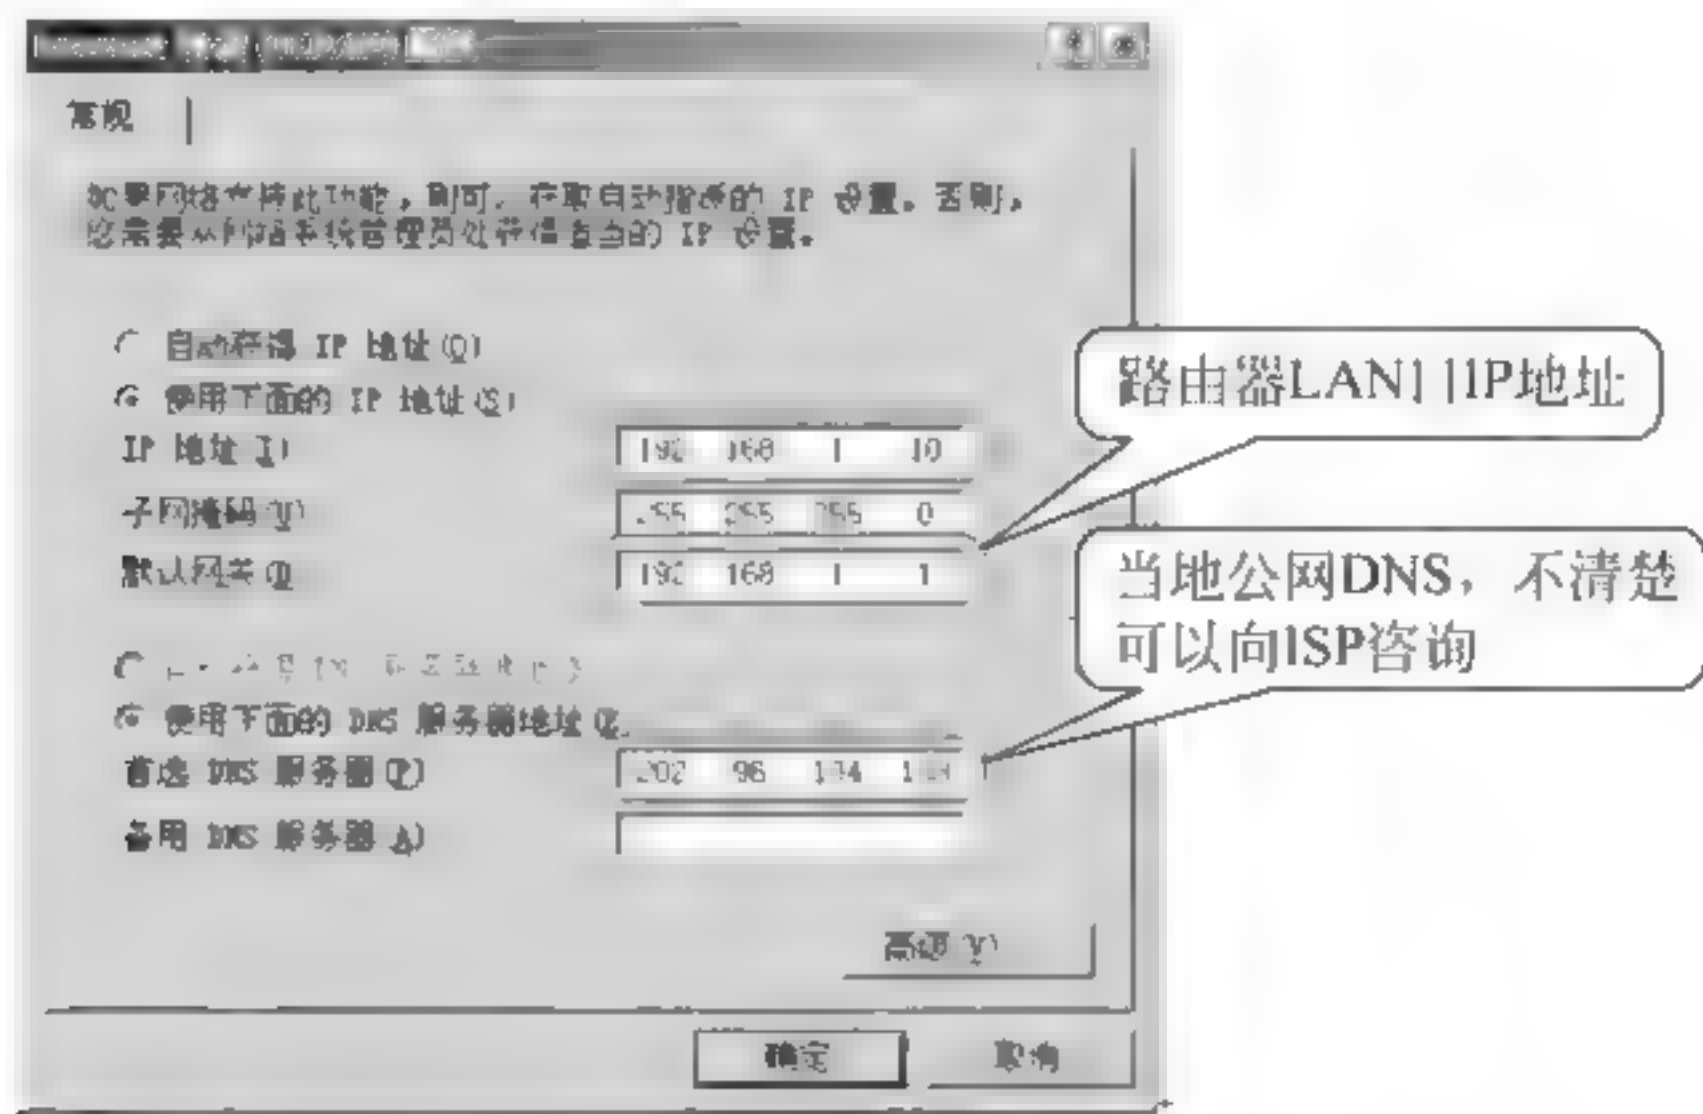 常规
如果网络支持此功能，则可以获取自动指派的 IP 设置。否则，
您需要从网络系统管理员处获得适当的 IP 设置。
自动获得 IP 地址(O)
使用下面的 IP 地址(S)
IP 地址(I)
192 168 1 10
子网掩码(U)
255 255 255 0
默认网关(D)
192 168 1 1
使用下面的 DNS 服务器地址(E)
首选 DNS 服务器(P)
202 96
备用 DNS 服务器(A)
高级(V)
确定
取消
路由器LAN口IP地址
当地公网DNS，不清楚
可以向ISP咨询